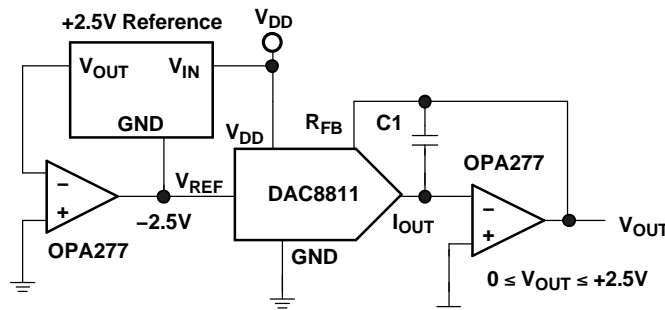 +2.5V Reference
VDD
VOUT
VIN
GND
VDD
RFB
C1
OPA277
−
+
VREF
−2.5V
OPA277
DAC8811
IOUT
GND
−
+
VOUT
0 ≤ VOUT ≤ +2.5V